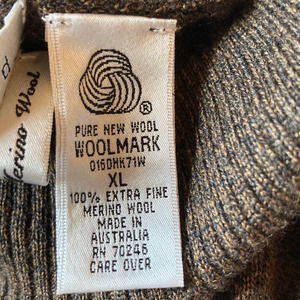 Merino Wool
®
PURE NEW WOOL
WOOLMARK
0160HK71W
XL
100% EXTRA FINE
MERINO WOOL
MADE IN
AUSTRALIA
RN 70246
CARE OVER